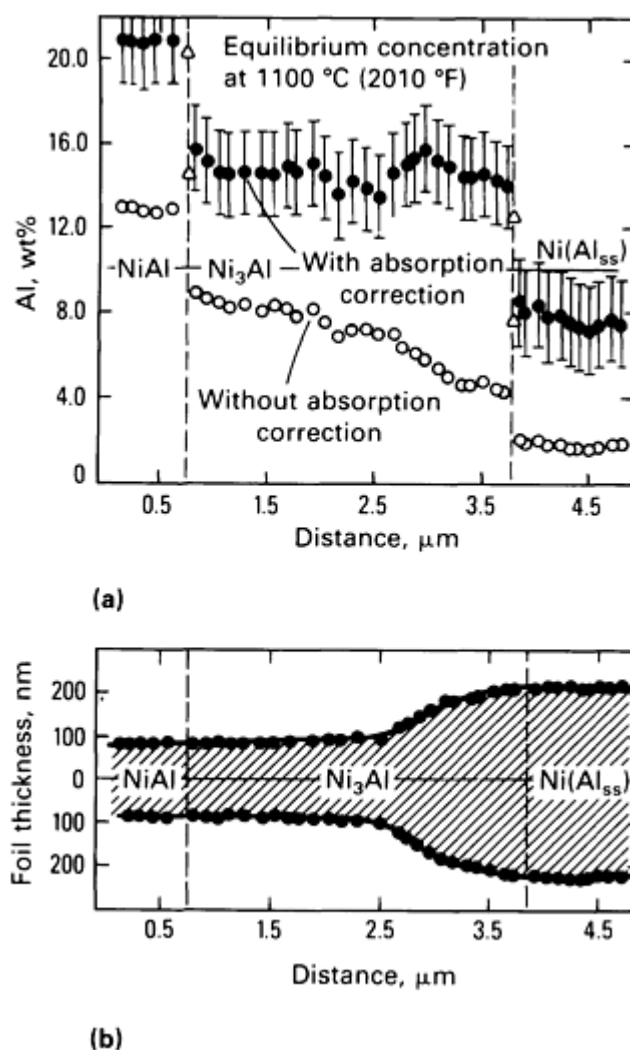 20.0
16.0
12.0
8.0
4.0
0
Al, wt%
Equilibrium concentration
at 1100 °C (2010 °F)
NiAl
Ni₃Al
With absorption
correction
Ni(Alₛₛ)
Without absorption
correction
0.5 1.5 2.5 3.5 4.5
Distance, μm
(a)
200
100
0
100
200
Foil thickness, nm
NiAl
Ni₃Al
Ni(Alₛₛ)
0.5 1.5 2.5 3.5 4.5
Distance, μm
(b)